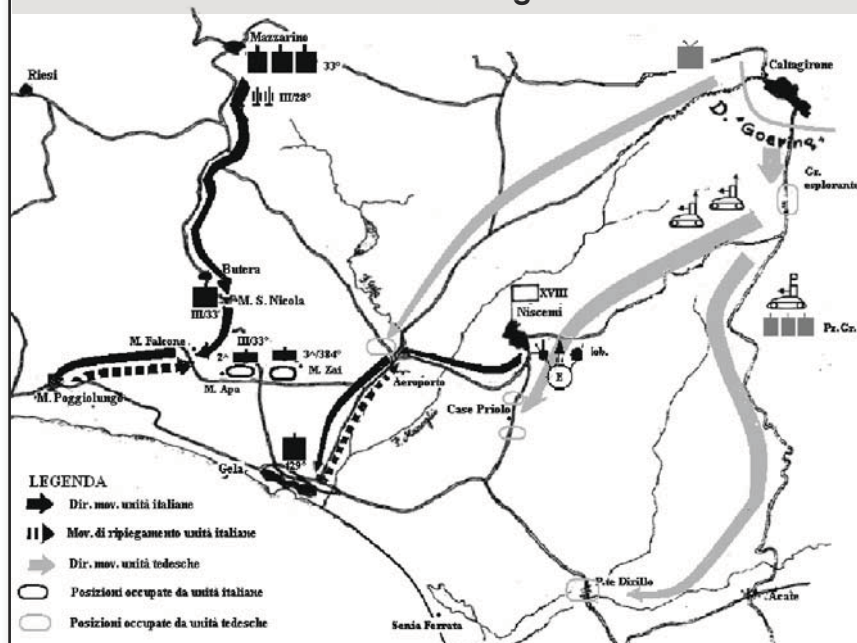 Mazzarino
33°
III/28°
Riesi
Caltagirone
D. "Goering"
Gr.
esplorante
Butera
III/33°
M. S. Nicola
XVIII
Niscemi
Pz. Gr.
M. Falcone
III/33°
2^
3^/384°
M. Zai
M. Apa
Aeroporto
E
M. Poggiolungo
Case Priolo
Gela
429°
LEGENDA
Dir. mov. unità italiane
Mov. di ripiegamento unità italiane
Dir. mov. unità tedesche
Posizioni occupate da unità italiane
Posizioni occupate da unità tedesche
P.te Dirillo
Acate
Senia Ferrata